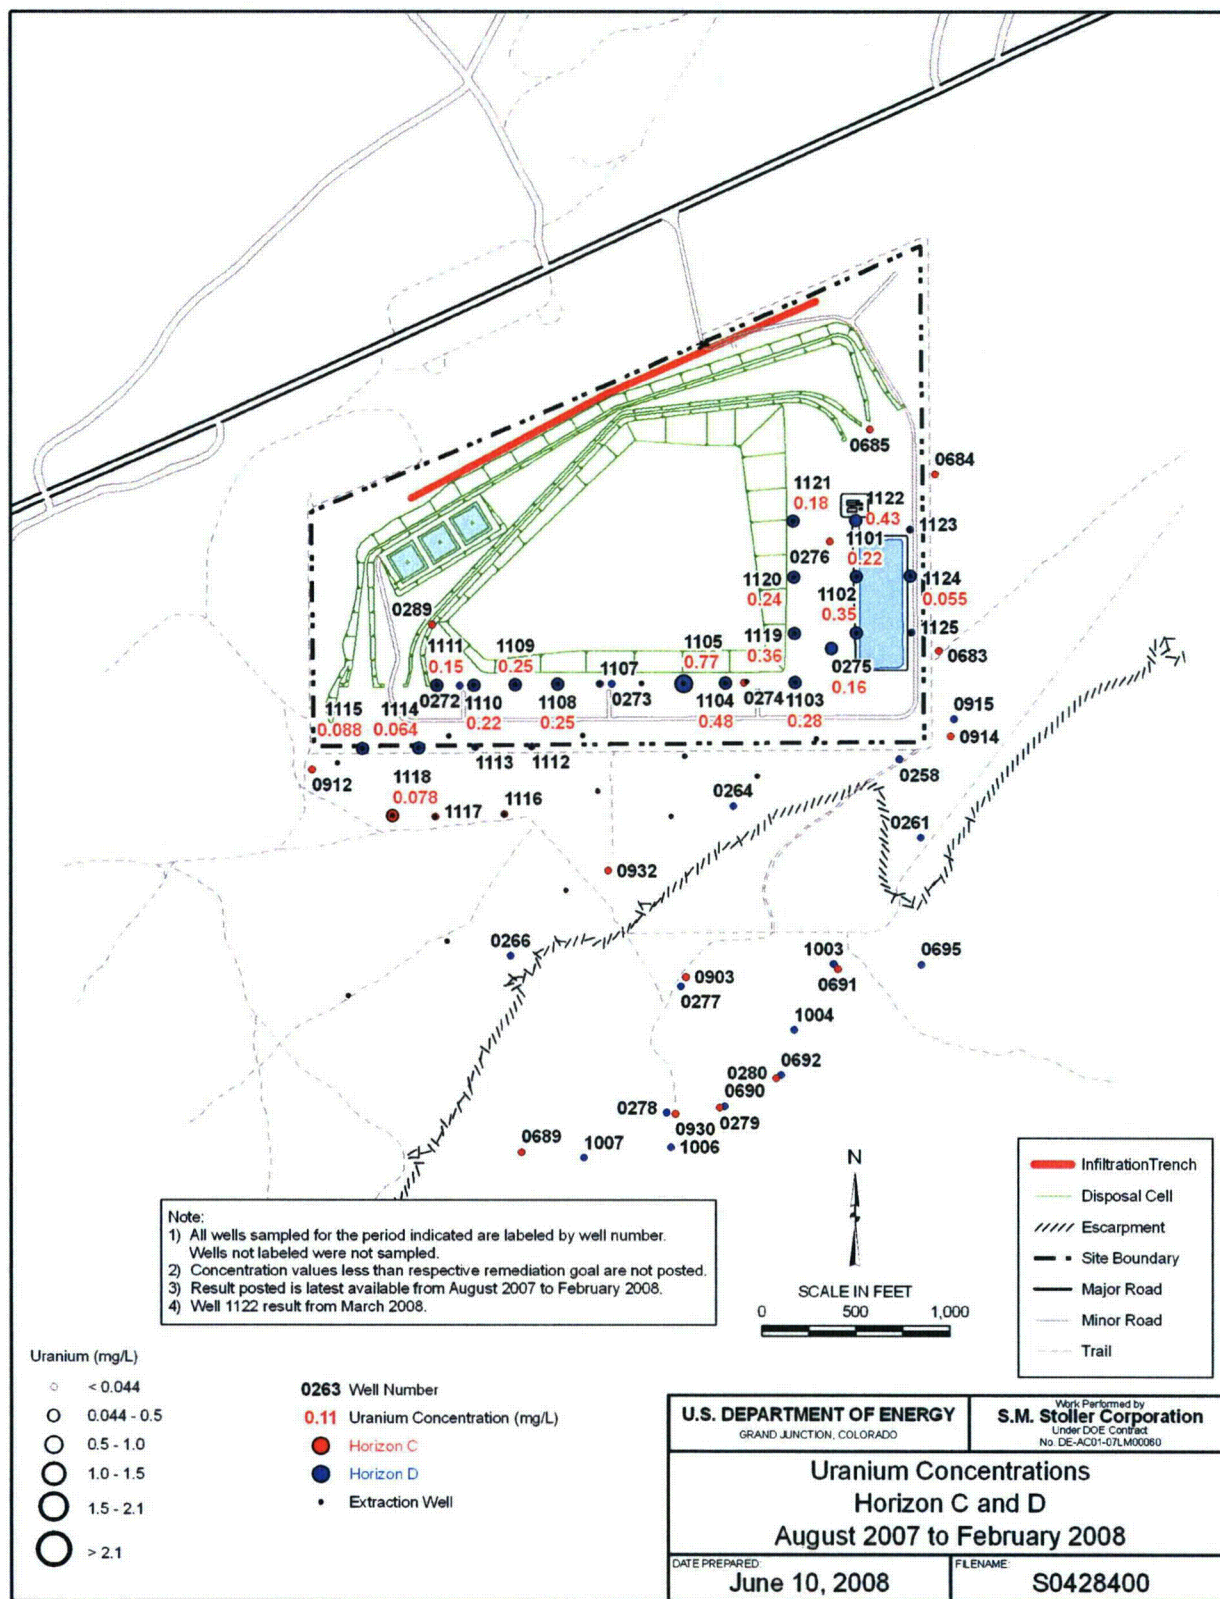 0685
0684
1121
0.18
1122
0.43
1123
1101
0.22
0276
1120
0.24
1102
0.35
1124
0.055
0289
1119
0.36
1125
0683
1111
0.15
1109
0.25
1105
0.77
0275
0.16
1107
0272
1110
0.22
1108
0.25
0273
1104
0.48
0274
1103
0.28
1115
0.088
1114
0.064
0915
0914
1113
1112
0258
0912
1118
0.078
1117
1116
0264
0261
0932
0266
1003
0695
0903
0277
0691
1004
0692
0280
0690
0278
0279
0930
0689
1007
1006
N
SCALE IN FEET
0 500 1,000
InfiltrationTrench
Disposal Cell
Escarpment
Site Boundary
Major Road
Minor Road
Trail
Note:
1) All wells sampled for the period indicated are labeled by well number.
Wells not labeled were not sampled.
2) Concentration values less than respective remediation goal are not posted.
3) Result posted is latest available from August 2007 to February 2008.
4) Well 1122 result from March 2008.
Uranium (mg/L)
< 0.044
0.044 - 0.5
0.5 - 1.0
1.0 - 1.5
1.5 - 2.1
> 2.1
0263 Well Number
0.11 Uranium Concentration (mg/L)
Horizon C
Horizon D
Extraction Well
U.S. DEPARTMENT OF ENERGY
GRAND JUNCTION, COLORADO
Work Performed by
S.M. Stoller Corporation
Under DOE Contract
No. DE-AC01-07LM00060
Uranium Concentrations
Horizon C and D
August 2007 to February 2008
DATE PREPARED:
June 10, 2008
FILENAME:
S0428400